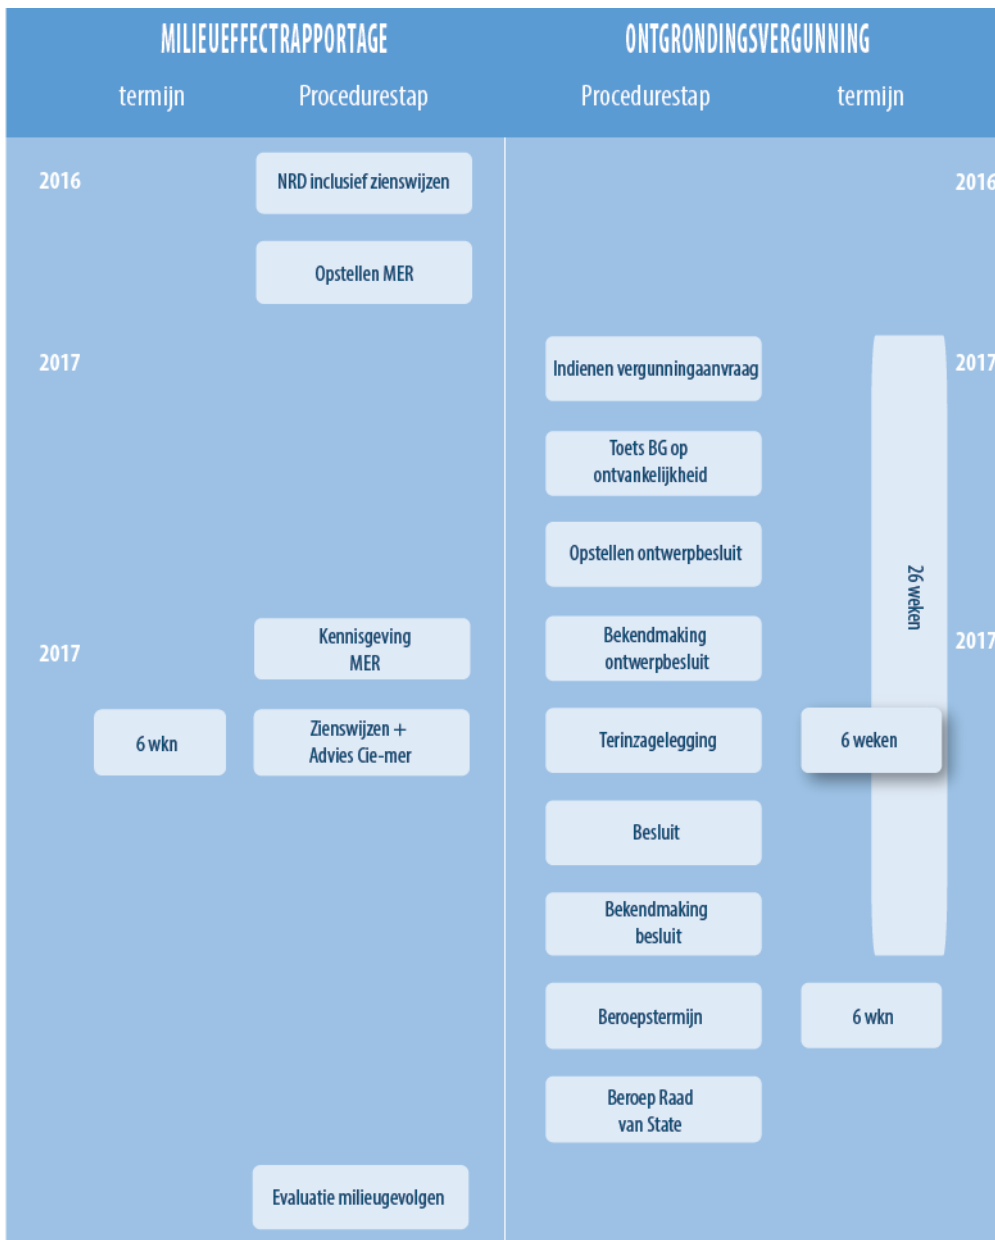 MILIEUEFFECTRAPPORTAGE
ONTGRONDINGSVERGUNNING
termijn
Procedurestap
Procedurestap
termijn
2016
NRD inclusief zienswijzen
2016
Opstellen MER
2017
Indienen vergunningaanvraag
2017
Toets BG op
ontvankelijkheid
Opstellen ontwerpbesluit
26 weken
2017
Kennisgeving
MER
Bekendmaking
ontwerpbesluit
2017
6 wkn
Zienswijzen +
Advies Cie-mer
Terinzagelegging
6 weken
Besluit
Bekendmaking
besluit
Beroepstermijn
6 wkn
Beroep Raad
van State
Evaluatie milieugevolgen